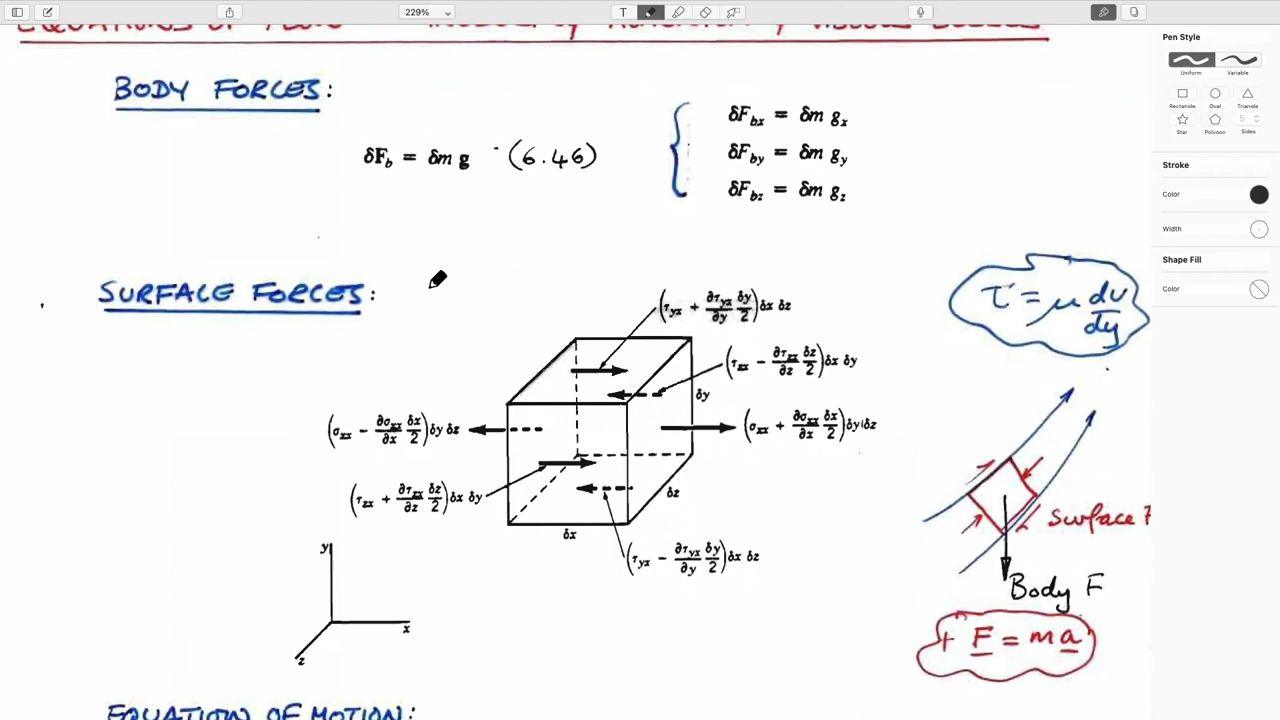 229%
T
Pen Style
Uniform
Variable
Rectangle
Oval
Triangle
Star
Polygon
5
Sides
Stroke
Color
Width
Shape Fill
Color
BODY FORCES:
δF_b = δm g - (6.46)
δF_bx = δm g_x
δF_by = δm g_y
δF_bz = δm g_z
SURFACE FORCES:
(τ_yx + ∂τ_yx/∂y δy/2)δx δz
(τ_zx − ∂τ_zx/∂z δz/2)δx δy
δy
(σ_xx − ∂σ_xx/∂x δx/2)δy δz
(σ_xx + ∂σ_xx/∂x δx/2)δy δz
(τ_zx + ∂τ_zx/∂z δz/2)δx δy
δz
δx
(τ_yx − ∂τ_yx/∂y δy/2)δx δz
y
x
z
τ = μ du/dy
Surface F
Body F
+ F = ma
EQUATION OF MOTION: